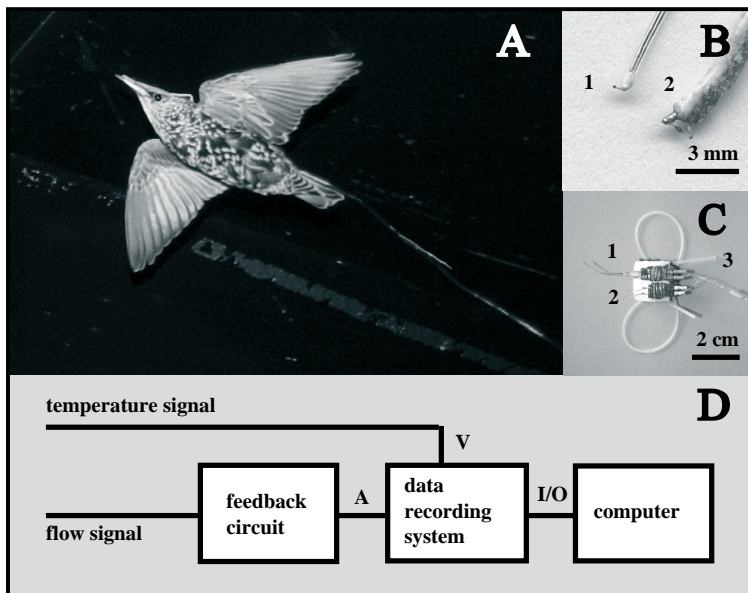 A
B
1
2
3 mm
C
1
3
2
2 cm
D
temperature signal
V
feedback
circuit
A
data
recording
system
I/O
computer
flow signal